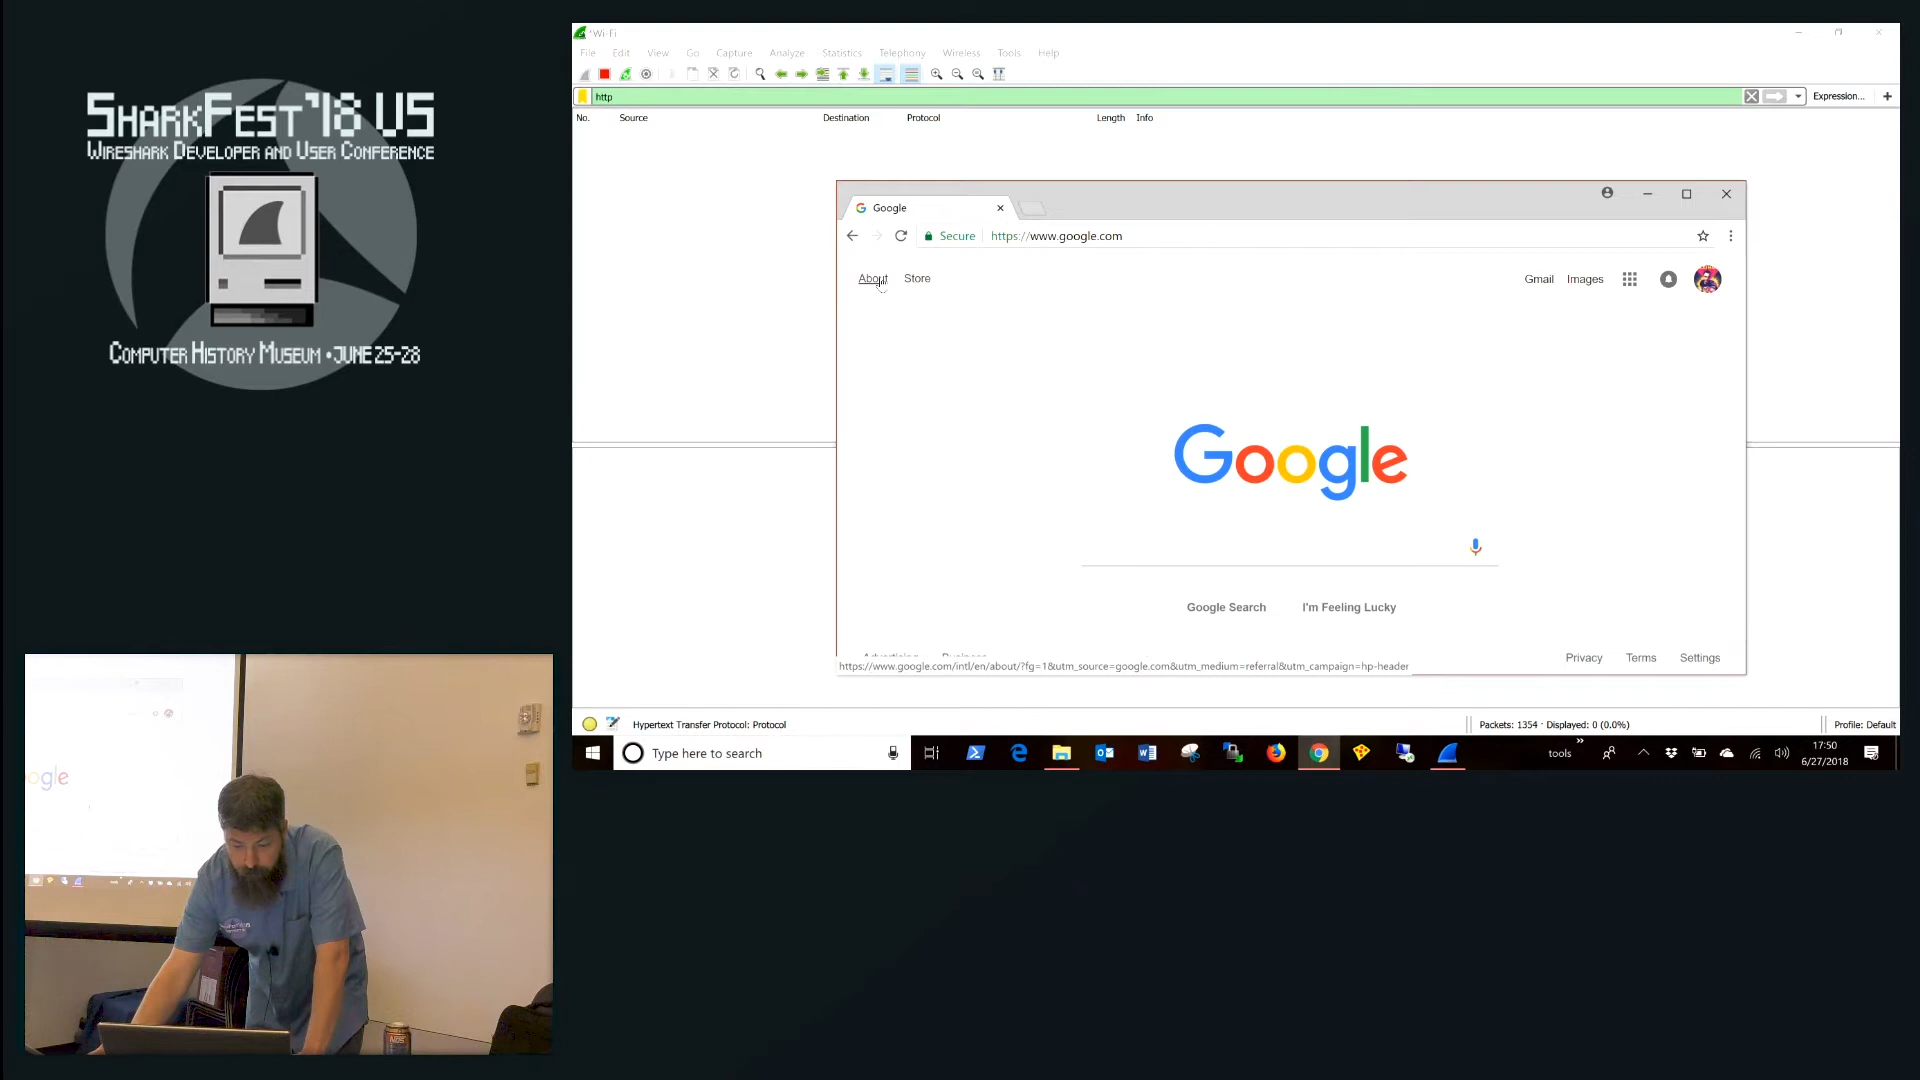 SHARKFEST '18 US
WIRESHARK DEVELOPER AND USER CONFERENCE
COMPUTER HISTORY MUSEUM • JUNE 25-28
*Wi-Fi
File Edit View Go Capture Analyze Statistics Telephony Wireless Tools Help
http
Expression...
No. Source Destination Protocol Length Info
Google
Secure https://www.google.com
About Store
Gmail Images
Google
Google Search I'm Feeling Lucky
Privacy Terms Settings
https://www.google.com/intl/en/about/?fg=1&utm_source=google.com&utm_medium=referral&utm_campaign=hp-header
Hypertext Transfer Protocol: Protocol
Packets: 1354 · Displayed: 0 (0.0%)
Profile: Default
Type here to search
tools
17:50
6/27/2018
ogle
NOS